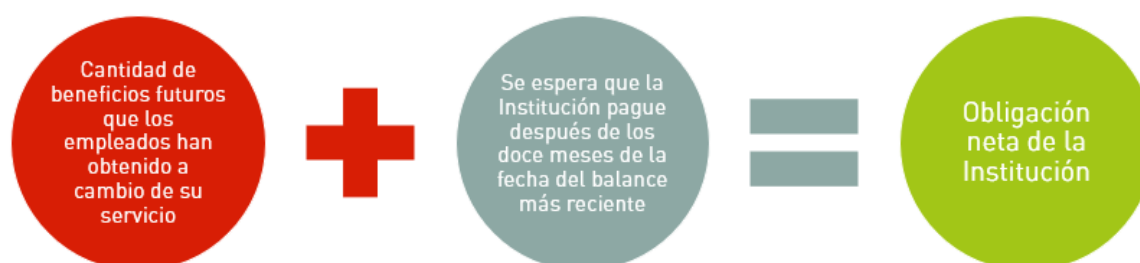 Cantidad de
beneficios futuros
que los
empleados han
obtenido a
cambio de su
servicio
Se espera que la
Institución pague
después de los
doce meses de la
fecha del balance
más reciente
Obligación
neta de la
Institución